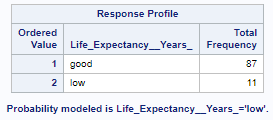 Response Profile
Ordered Value Life_Expectancy__Years_ Total Frequency
1 good 87
2 low 11
Probability modeled is Life_Expectancy__Years_='low'.